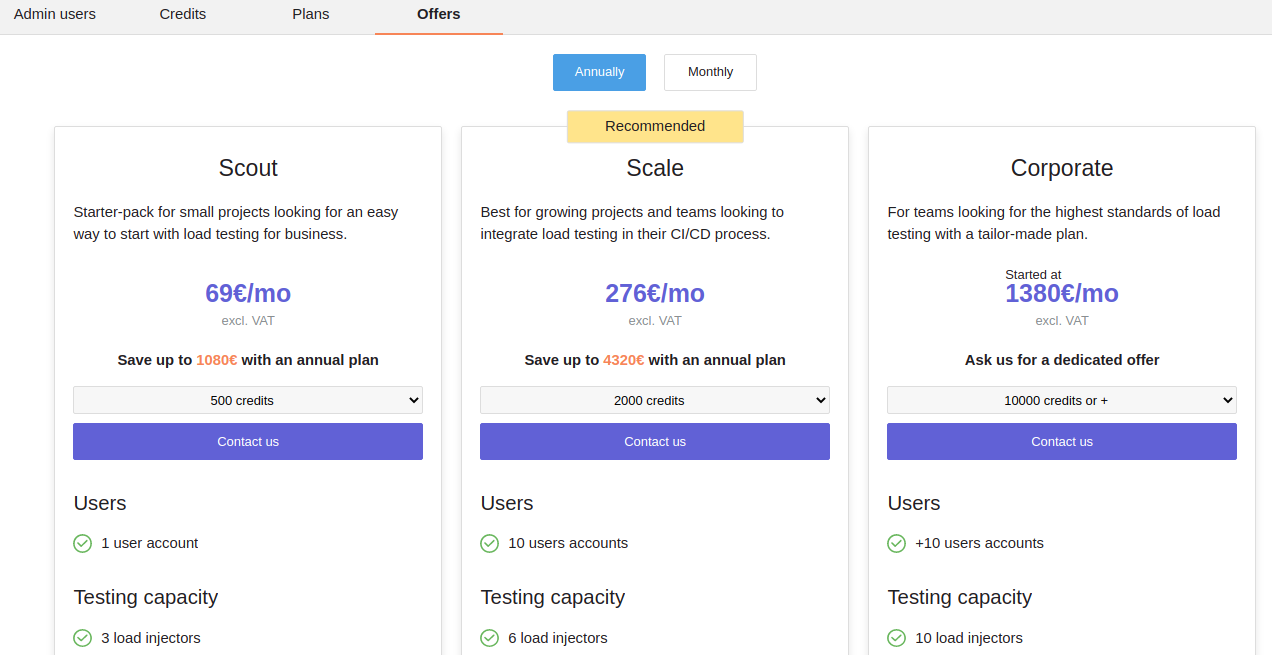 Admin users
Credits
Plans
Offers
Annually
Monthly
Scout
Starter-pack for small projects looking for an easy
way to start with load testing for business.
69€/mo
excl. VAT
Save up to 1080€ with an annual plan
500 credits
Contact us
Users
1 user account
Testing capacity
3 load injectors
Recommended
Scale
Best for growing projects and teams looking to
integrate load testing in their CI/CD process.
276€/mo
excl. VAT
Save up to 4320€ with an annual plan
2000 credits
Contact us
Users
10 users accounts
Testing capacity
6 load injectors
Corporate
For teams looking for the highest standards of load
testing with a tailor-made plan.
Started at
1380€/mo
excl. VAT
Ask us for a dedicated offer
10000 credits or +
Contact us
Users
+10 users accounts
Testing capacity
10 load injectors